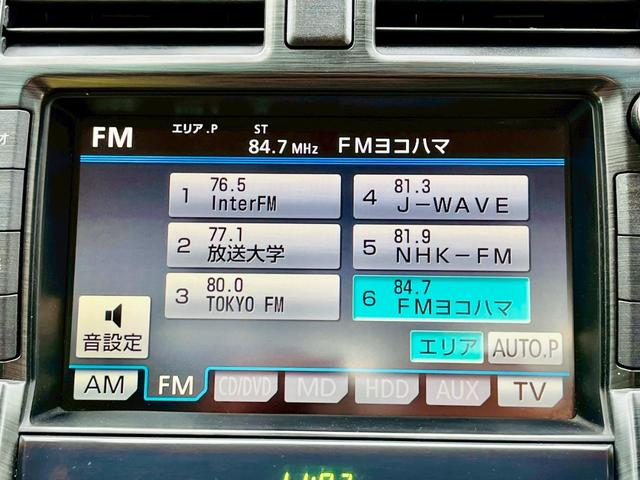 FM エリア.P ST 84.7 MHz FMヨコハマ
1 76.5 InterFM
4 81.3 J-WAVE
2 77.1 放送大学
5 81.9 NHK-FM
3 80.0 TOKYO FM
6 84.7 FMヨコハマ
音設定
エリア AUTO.P
AM FM CD/DVD MD HDD AUX TV